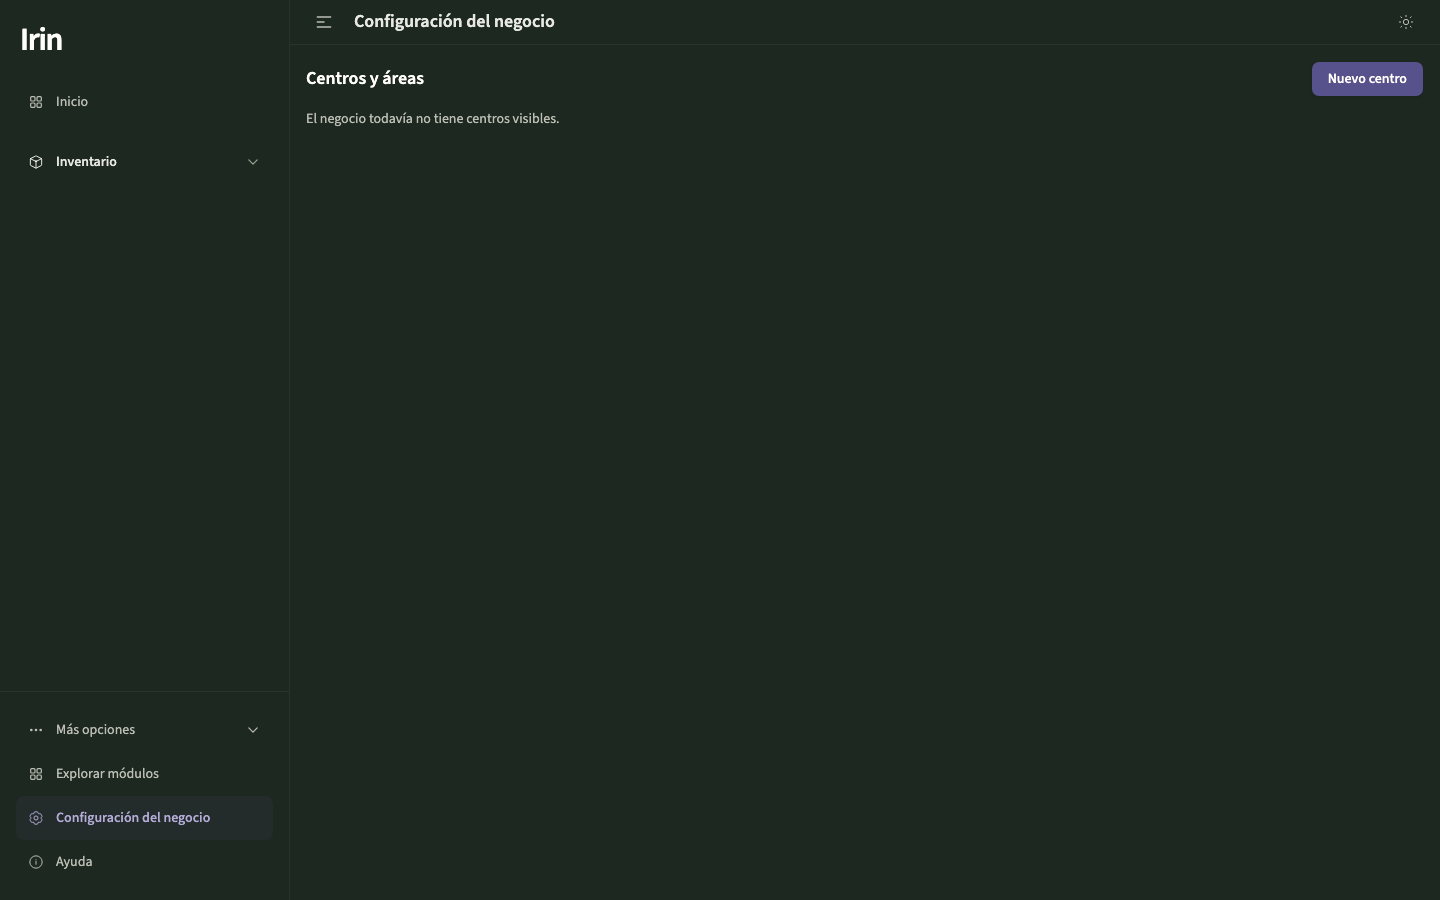 Irin
Inicio
Inventario
Más opciones
Explorar módulos
Configuración del negocio
Ayuda
Configuración del negocio
Centros y áreas
Nuevo centro
El negocio todavía no tiene centros visibles.